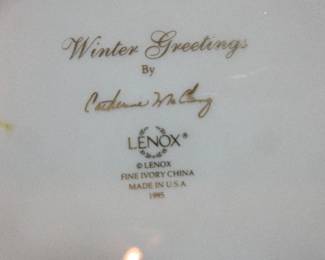 Winter Greetings
By
Catherine McClung
LENOX®
© LENOX
FINE IVORY CHINA
MADE IN U.S.A
1995